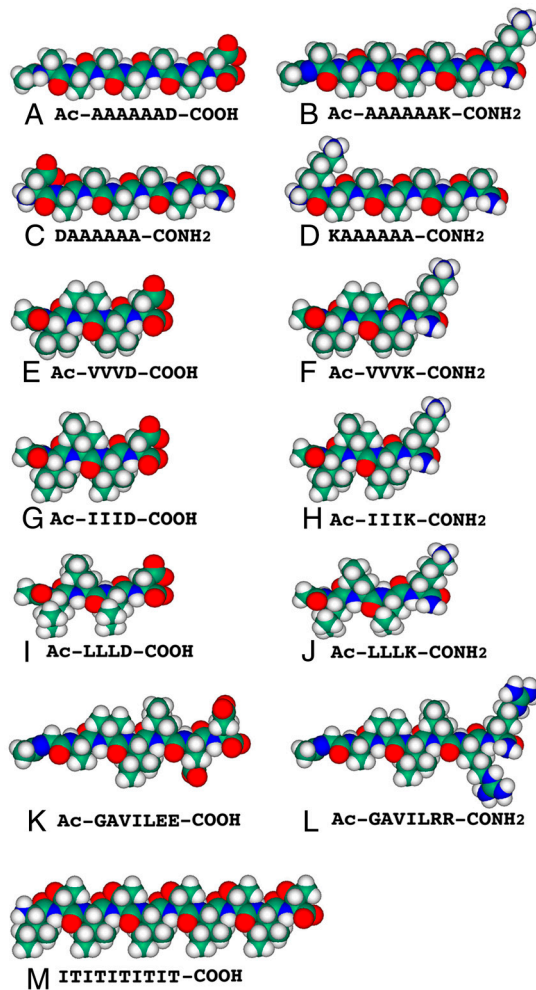 A Ac-AAAAAAD-COOH
B Ac-AAAAAAK-CONH2
C DAAAAAA-CONH2
D KAAAAAA-CONH2
E Ac-VVVD-COOH
F Ac-VVVK-CONH2
G Ac-IIID-COOH
H Ac-IIIK-CONH2
I Ac-LLLD-COOH
J Ac-LLLK-CONH2
K Ac-GAVILEE-COOH
L Ac-GAVILRR-CONH2
M ITITITITIT-COOH